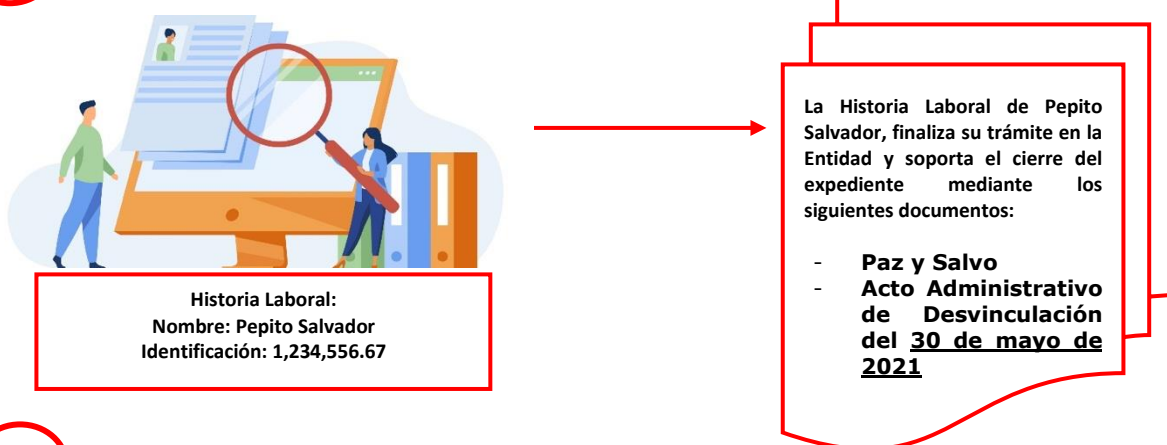 Historia Laboral:
Nombre: Pepito Salvador
Identificación: 1,234,556.67
La Historia Laboral de Pepito
Salvador, finaliza su trámite en la
Entidad y soporta el cierre del
expediente mediante los
siguientes documentos:
- Paz y Salvo
- Acto Administrativo
de Desvinculación
del 30 de mayo de
2021